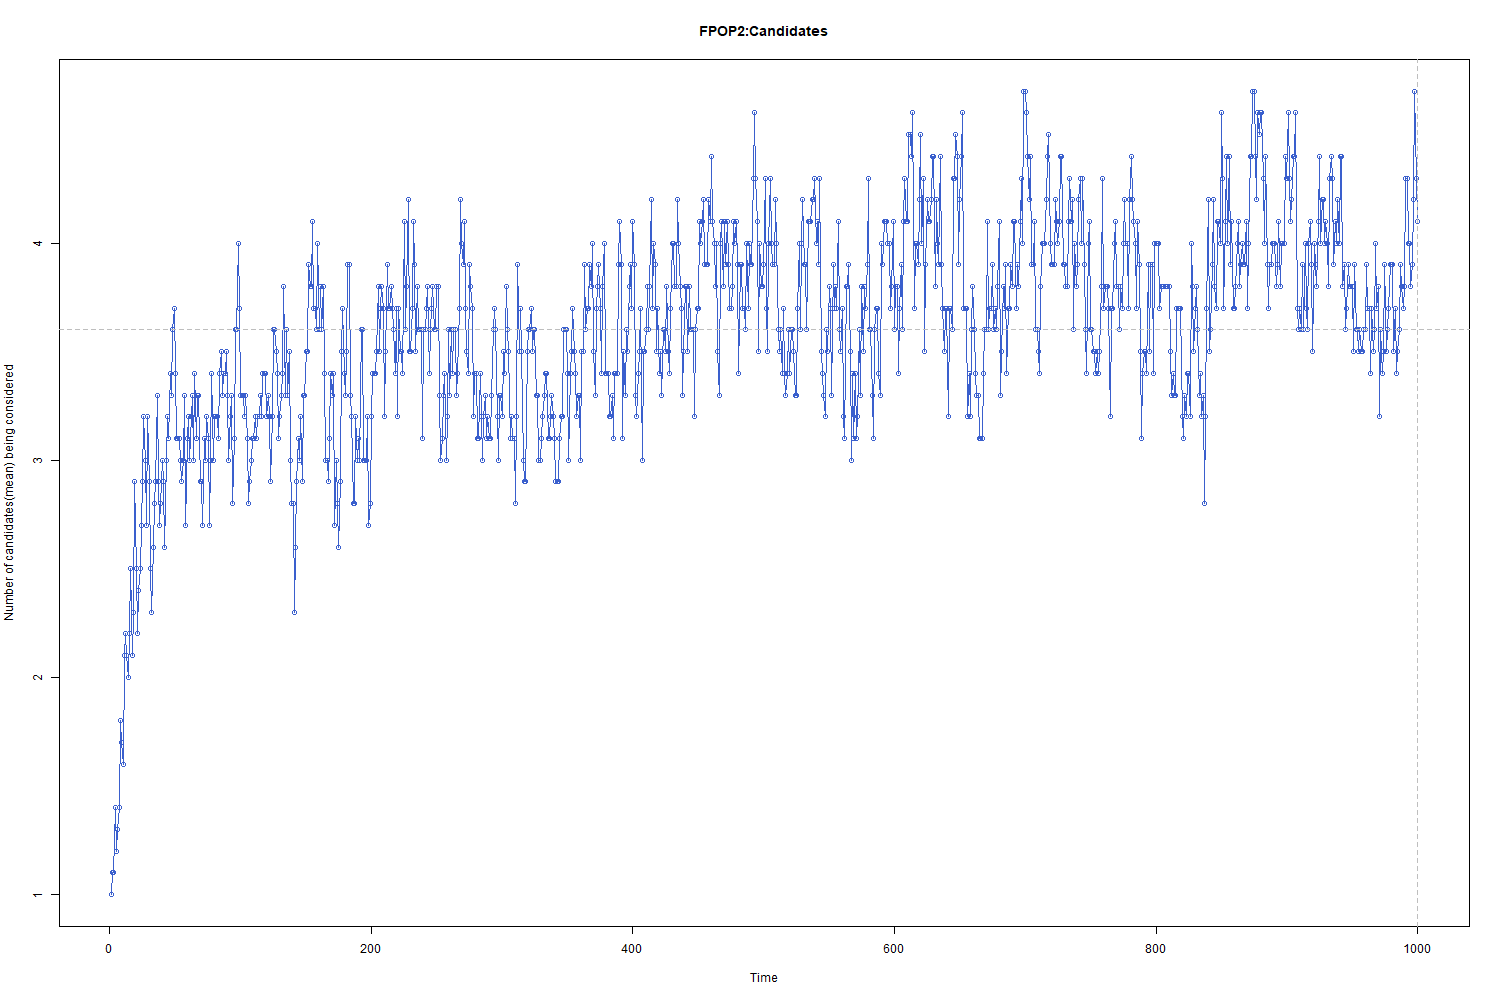 FPOP2:Candidates
Number of candidates(mean) being considered
4
3
2
1
0 200 400 600 800 1000
Time